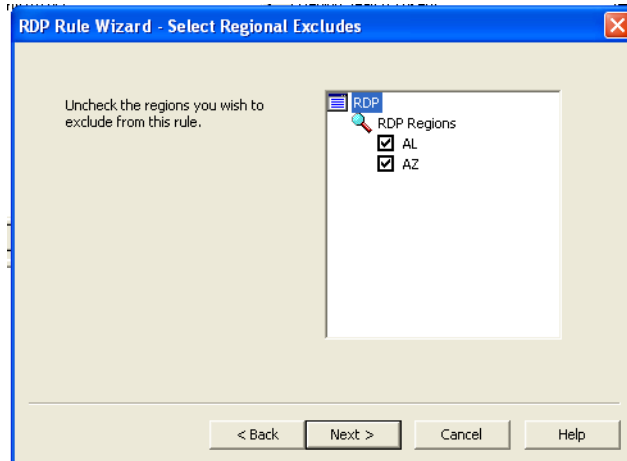 RDP Rule Wizard - Select Regional Excludes
Uncheck the regions you wish to
exclude from this rule.
RDP
RDP Regions
AL
AZ
< Back
Next >
Cancel
Help